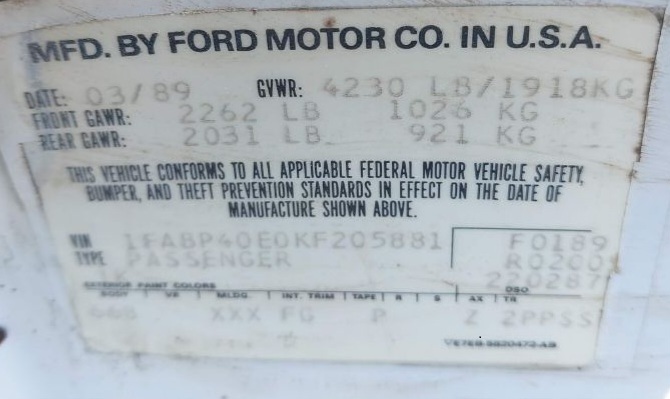 MFD. BY FORD MOTOR CO. IN U.S.A.
DATE: 03/89 GVWR: 4230 LB/1918KG
FRONT GAWR: 2262 LB 1026 KG
REAR GAWR: 2031 LB 921 KG
THIS VEHICLE CONFORMS TO ALL APPLICABLE FEDERAL MOTOR VEHICLE SAFETY,
BUMPER, AND THEFT PREVENTION STANDARDS IN EFFECT ON THE DATE OF
MANUFACTURE SHOWN ABOVE.
VIN 1FABP40E0KF205881 F0189
TYPE PASSENGER R0200
EXTERIOR PAINT COLORS DSO
BODY VR MLDG. INT. TRIM TAPE R S AX TR
XXX FG P Z 2PPSS